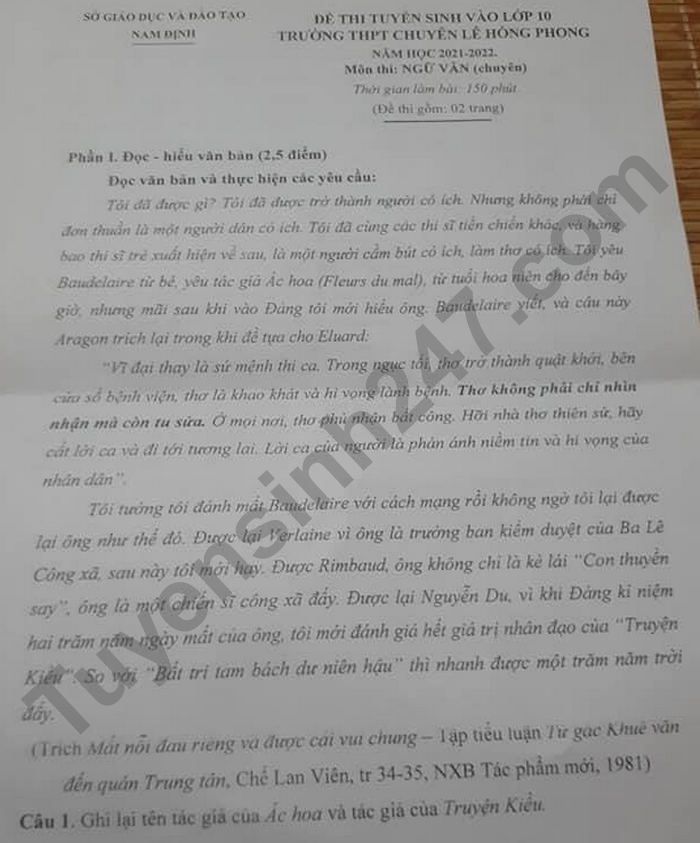 SỞ GIÁO DỤC VÀ ĐÀO TẠO
NAM ĐỊNH
ĐỀ THI TUYỂN SINH VÀO LỚP 10
TRƯỜNG THPT CHUYÊN LÊ HỒNG PHONG
NĂM HỌC 2021-2022.
Môn thi: NGỮ VĂN (chuyên)
Thời gian làm bài: 150 phút.
(Đề thi gồm: 02 trang)
Phần I. Đọc - hiểu văn bản (2,5 điểm)
Đọc văn bản và thực hiện các yêu cầu:
Tôi đã được gì? Tôi đã được trở thành người có ích. Nhưng không phải chỉ
đơn thuần là một người dân có ích. Tôi đã cùng các thi sĩ tiền chiến khác, và hàng
bao thi sĩ trẻ xuất hiện về sau, là một người cầm bút có ích, làm thơ có ích. Tôi yêu
Baudelaire từ bé, yêu tác giả Ác hoa (Fleurs du mal), từ tuổi hoa niên cho đến bây
giờ, nhưng mãi sau khi vào Đảng tôi mới hiểu ông. Baudelaire viết, và câu này
Aragon trích lại trong khi đề tựa cho Eluard:
“Vĩ đại thay là sứ mệnh thi ca. Trong ngục tối, thơ trở thành quật khởi, bên
cửa sổ bệnh viện, thơ là khao khát và hi vọng lành bệnh. Thơ không phải chỉ nhìn
nhận mà còn tu sửa. Ở mọi nơi, thơ phủ nhận bất công. Hỡi nhà thơ thiên sứ, hãy
cất lời ca và đi tới tương lai. Lời ca của người là phản ánh niềm tin và hi vọng của
nhân dân”.
Tôi tưởng tôi đánh mất Baudelaire với cách mạng rồi không ngờ tôi lại được
lại ông như thế đó. Được lại Verlaine vì ông là trưởng ban kiểm duyệt của Ba Lê
Công xã, sau này tôi mới hay. Được Rimbaud, ông không chỉ là kẻ lái “Con thuyền
say”, ông là một chiến sĩ công xã đấy. Được lại Nguyễn Du, vì khi Đảng kỉ niệm
hai trăm năm ngày mất của ông, tôi mới đánh giá hết giá trị nhân đạo của “Truyện
Kiều”. So với “Bất tri tam bách dư niên hậu” thì nhanh được một trăm năm trời
đấy.
(Trích Mất nỗi đau riêng và được cái vui chung – Tập tiểu luận Từ gác Khuê văn
đến quán Trung tân, Chế Lan Viên, tr 34-35, NXB Tác phẩm mới, 1981)
Câu 1. Ghi lại tên tác giả của Ác hoa và tác giả của Truyện Kiều.
Tuyensinh247.com